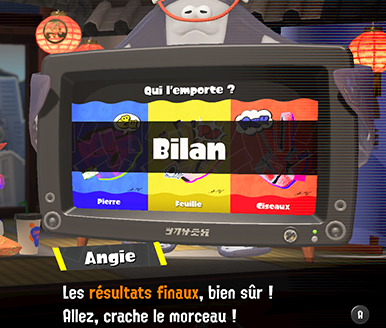 Qui l'emporte ?
Bilan
Pierre
Feuille
Ciseaux
Angie
Les résultats finaux, bien sûr !
Allez, crache le morceau !
A